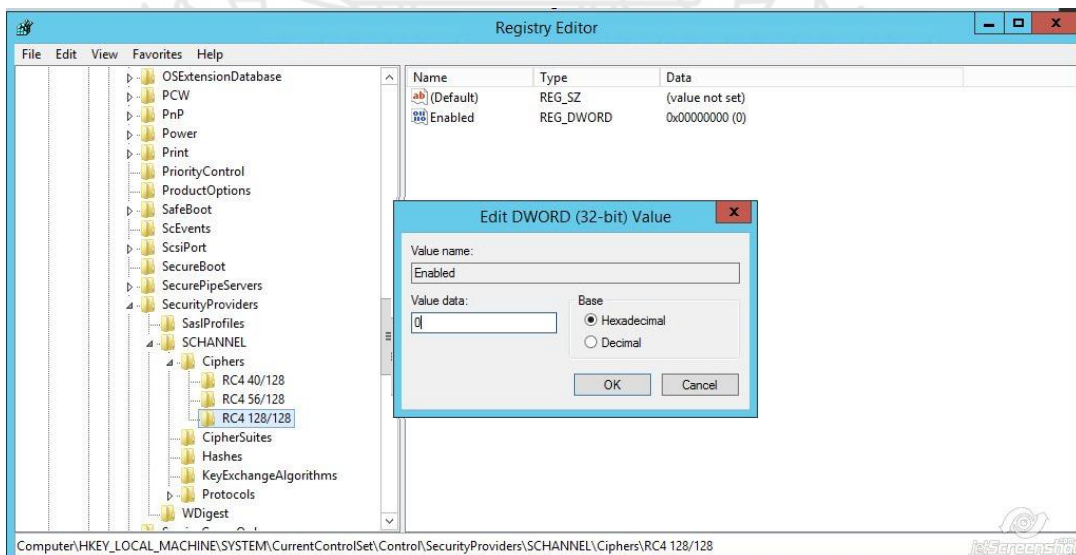 Registry Editor
File Edit View Favorites Help
OSExtensionDatabase
PCW
PnP
Power
Print
PriorityControl
ProductOptions
SafeBoot
ScEvents
ScsiPort
SecureBoot
SecurePipeServers
SecurityProviders
SaslProfiles
SCHANNEL
Ciphers
RC4 40/128
RC4 56/128
RC4 128/128
CipherSuites
Hashes
KeyExchangeAlgorithms
Protocols
WDigest
Name Type Data
(Default) REG_SZ (value not set)
Enabled REG_DWORD 0x00000000 (0)
Edit DWORD (32-bit) Value
Value name:
Enabled
Value data:
0
Base
Hexadecimal
Decimal
OK Cancel
Computer\HKEY_LOCAL_MACHINE\SYSTEM\CurrentControlSet\Control\SecurityProviders\SCHANNEL\Ciphers\RC4 128/128
jetScreenshot